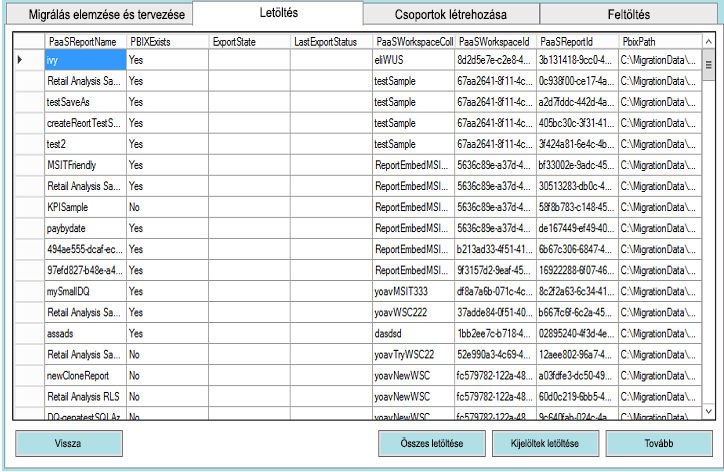 Migrálás elemzése és tervezése Letöltés Csoportok létrehozása Feltöltés
PaaSReportName PBIXExists ExportState LastExportStatus PaaSWorkspaceColl PaaSWorkspaceId PaaSReportId PbixPath
ivy Yes eliWUS 8d2d5e7e-c2e8-4... 3b131418-9cc0-4... C:\MigrationData\...
Retail Analysis Sa... Yes testSample 67aa2641-8f11-4c... 0c938f00-ce17-4a... C:\MigrationData\...
testSaveAs Yes testSample 67aa2641-8f11-4c... a2d7fddc-442d-4a... C:\MigrationData\...
createReortTestS... Yes testSample 67aa2641-8f11-4c... 405bc30c-3f31-41... C:\MigrationData\...
test2 Yes testSample 67aa2641-8f11-4c... 3f424a81-6e4c-4b... C:\MigrationData\...
MSITFriendly Yes ReportEmbedMSI... 5636c89e-a37d-4... bf33002e-9adc-45... C:\MigrationData\...
Retail Analysis Sa... Yes ReportEmbedMSI... 5636c89e-a37d-4... 30513283-db0c-4... C:\MigrationData\...
KPISample No ReportEmbedMSI... 5636c89e-a37d-4... 58f8b783-c148-45... C:\MigrationData\...
paybydate Yes ReportEmbedMSI... 5636c89e-a37d-4... de167449-ef49-40... C:\MigrationData\...
494ae555-dcaf-ec... Yes ReportEmbedMSI... b213ad33-4f51-41... 6b67c306-6847-4... C:\MigrationData\...
97efd827-b48e-a4... Yes ReportEmbedMSI... 9f3157d2-9eaf-45... 16922288-6f07-46... C:\MigrationData\...
mySmallDQ Yes yoavMSIT333 df8a7a6b-071c-4c... 8c2f2a63-6c34-41... C:\MigrationData\...
Retail Analysis Sa... Yes yoavWSC222 37adde84-0f51-40... b667fc6f-6c2a-45... C:\MigrationData\...
assads Yes dasdsd 1bb2ee7c-b718-4... 02895240-4f3d-4e... C:\MigrationData\...
Retail Analysis Sa... No yoavTryWSC22 52e990a3-4c69-4... 12aee802-96a7-4... C:\MigrationData\...
newCloneReport No yoavNewWSC fc579782-122a-48... a03fdfe3-dc50-49... C:\MigrationData\...
Retail Analysis RLS No yoavNewWSC fc579782-122a-48... 60d0c219-6bb5-4... C:\MigrationData\...
DQ-genatestSQLAz No yoavNewWSC fc579782-122a-48... 9c640fab-024c-4a... C:\MigrationData\...
Vissza Összes letöltése Kijelöltek letöltése Tovább